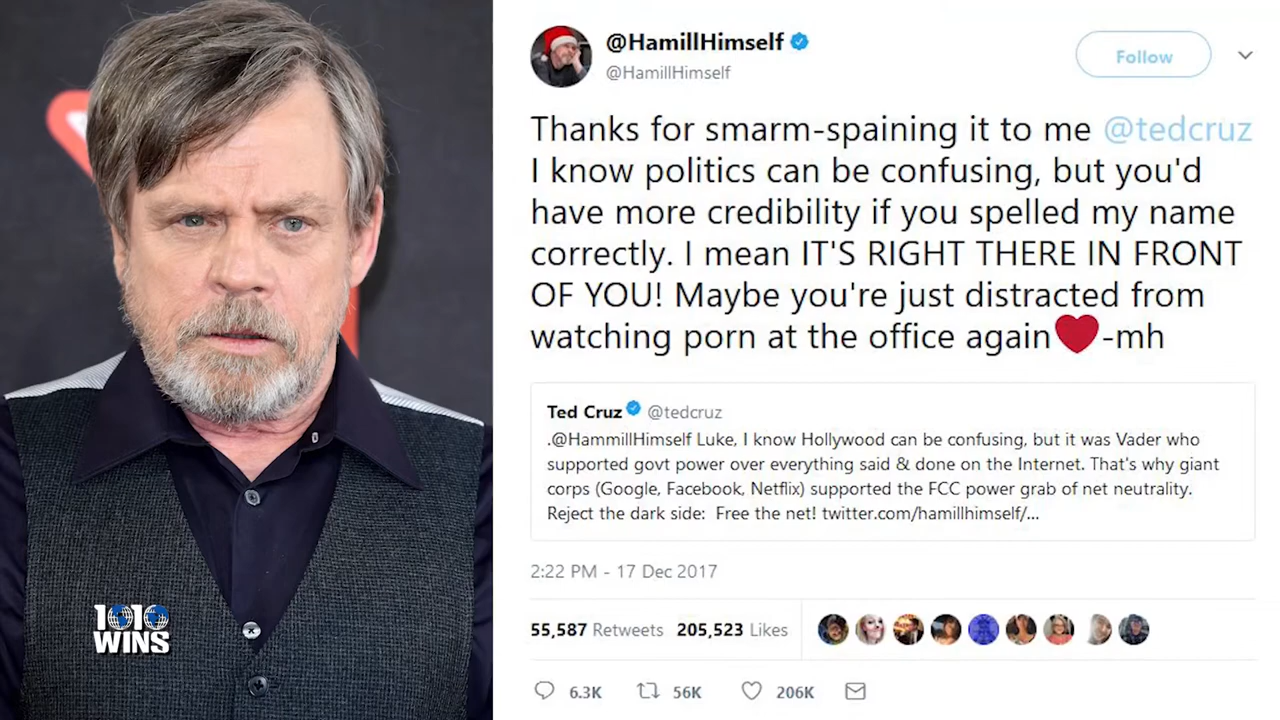 @HamillHimself
@HamillHimself
Follow
Thanks for smarm-spaining it to me @tedcruz
I know politics can be confusing, but you'd
have more credibility if you spelled my name
correctly. I mean IT'S RIGHT THERE IN FRONT
OF YOU! Maybe you're just distracted from
watching porn at the office again❤️-mh
Ted Cruz @tedcruz
.@HammillHimself Luke, I know Hollywood can be confusing, but it was Vader who
supported govt power over everything said & done on the Internet. That's why giant
corps (Google, Facebook, Netflix) supported the FCC power grab of net neutrality.
Reject the dark side: Free the net! twitter.com/hamillhimself/...
2:22 PM - 17 Dec 2017
55,587 Retweets 205,523 Likes
6.3K 56K 206K
1010
WINS